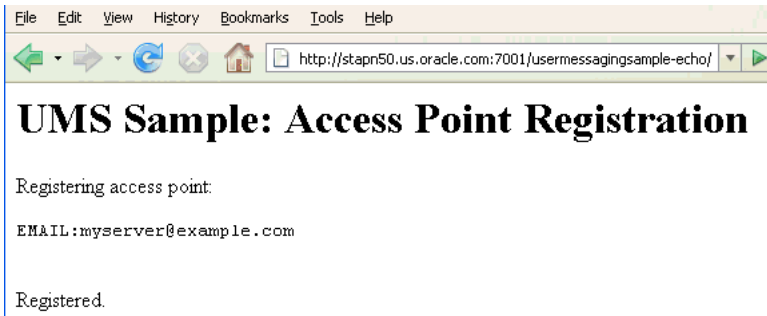 File Edit View History Bookmarks Tools Help
http://stapn50.us.oracle.com:7001/usermessagingsample-echo/
UMS Sample: Access Point Registration
Registering access point:
EMAIL:myserver@example.com
Registered.